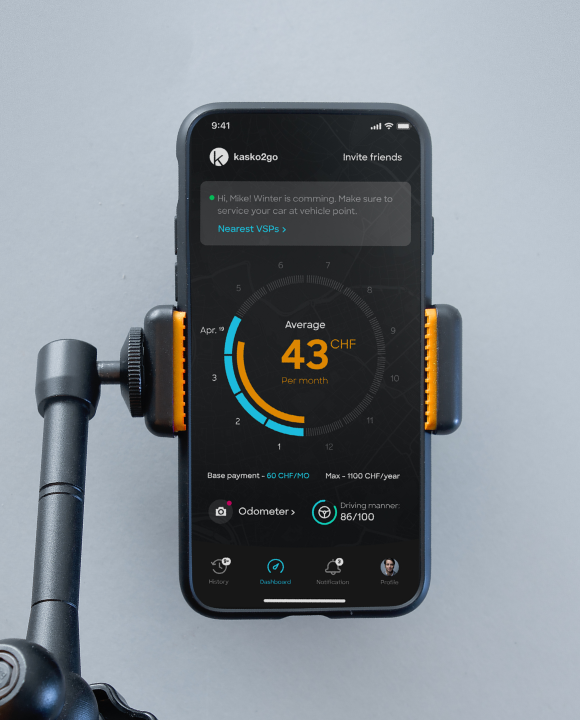 9:41
kasko2go
Invite friends
Hi, Mike! Winter is comming. Make sure to
service your car at vehicle point.
Nearest VSPs >
6 7
5 8
Apr. 19
Average
9
43 CHF
Per month
3
10
2
11
1
12
Base payment - 60 CHF/MO
Max - 1100 CHF/year
Odometer >
Driving manner:
86/100
History
Dashboard
3
Notification
Profile